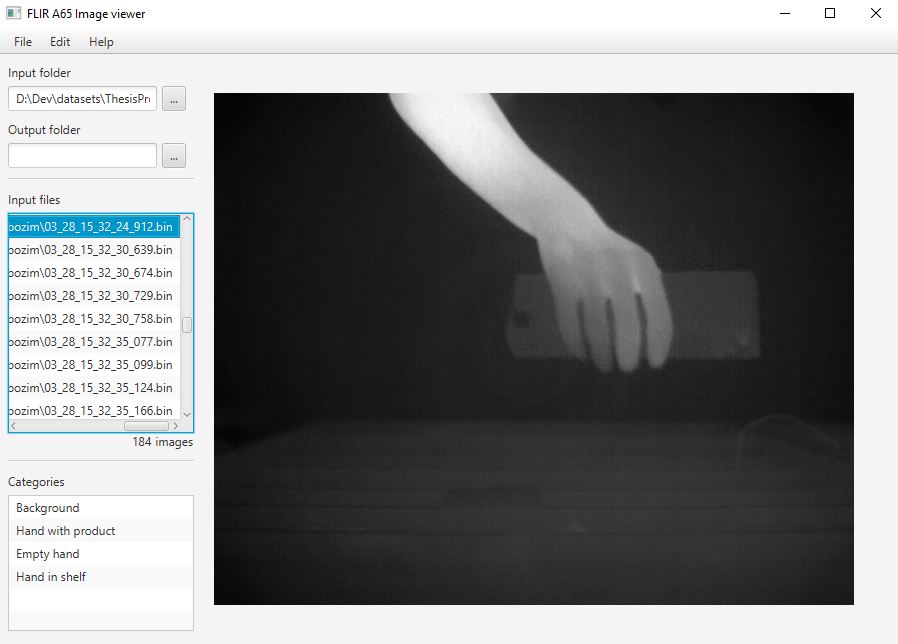 FLIR A65 Image viewer
File Edit Help
Input folder
D:\Dev\datasets\ThesisPr
...
Output folder
...
Input files
pozim\03_28_15_32_24_912.bin
pozim\03_28_15_32_30_639.bin
pozim\03_28_15_32_30_674.bin
pozim\03_28_15_32_30_729.bin
pozim\03_28_15_32_30_758.bin
pozim\03_28_15_32_35_077.bin
pozim\03_28_15_32_35_099.bin
pozim\03_28_15_32_35_124.bin
pozim\03_28_15_32_35_166.bin
184 images
Categories
Background
Hand with product
Empty hand
Hand in shelf